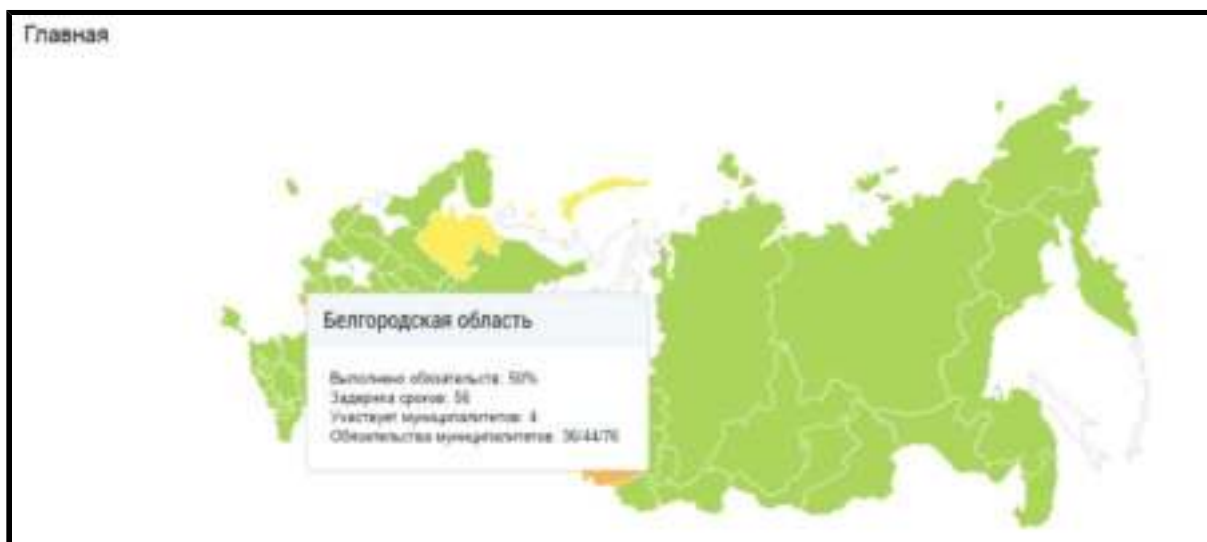 Главная
Белгородская область
Выполнено обязательств: 50%
Задержка сроков: 56
Участвует муниципалитетов: 4
Обязательства муниципалитетов: 36/44/76